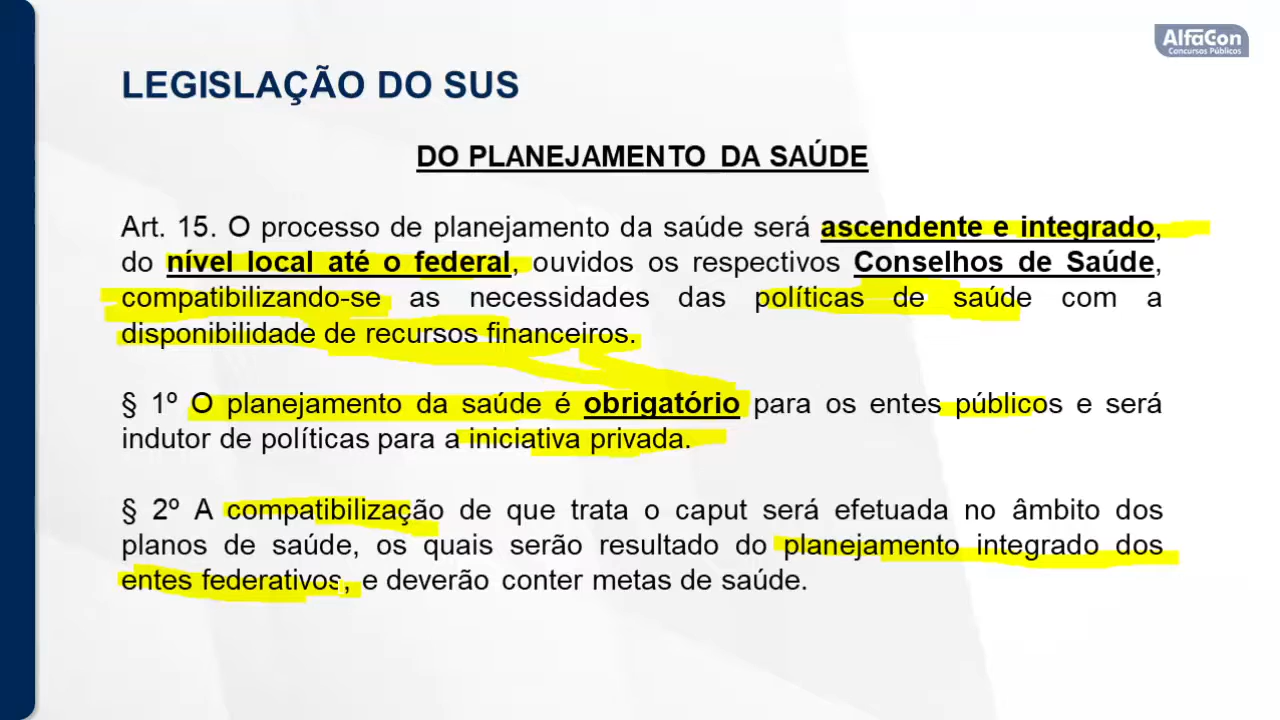 AlfaCon
Concursos Públicos
LEGISLAÇÃO DO SUS
DO PLANEJAMENTO DA SAÚDE
Art. 15. O processo de planejamento da saúde será ascendente e integrado,
do nível local até o federal, ouvidos os respectivos Conselhos de Saúde,
compatibilizando-se as necessidades das políticas de saúde com a
disponibilidade de recursos financeiros.
§ 1º O planejamento da saúde é obrigatório para os entes públicos e será
indutor de políticas para a iniciativa privada.
§ 2º A compatibilização de que trata o caput será efetuada no âmbito dos
planos de saúde, os quais serão resultado do planejamento integrado dos
entes federativos, e deverão conter metas de saúde.